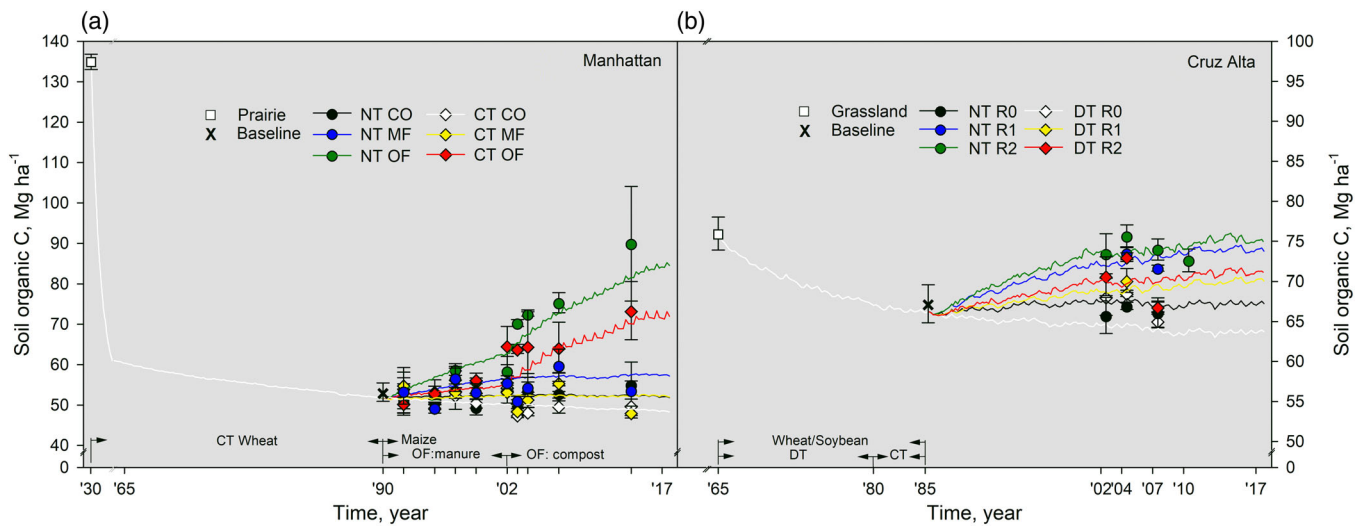 (a)
Manhattan
Prairie
Baseline
NT CO
NT MF
NT OF
CT CO
CT MF
CT OF
Soil organic C, Mg ha⁻¹
140
130
120
110
100
90
80
70
60
50
40
0
CT Wheat
Maize
OF:manure
OF: compost
'30
'65
'90
'02
'17
Time, year
(b)
Cruz Alta
Grassland
Baseline
NT R0
NT R1
NT R2
DT R0
DT R1
DT R2
100
95
90
85
80
75
70
65
60
55
50
0
Soil organic C, Mg ha⁻¹
Wheat/Soybean
DT
CT
'65
'80
'85
'02
'04
'07
'10
'17
Time, year